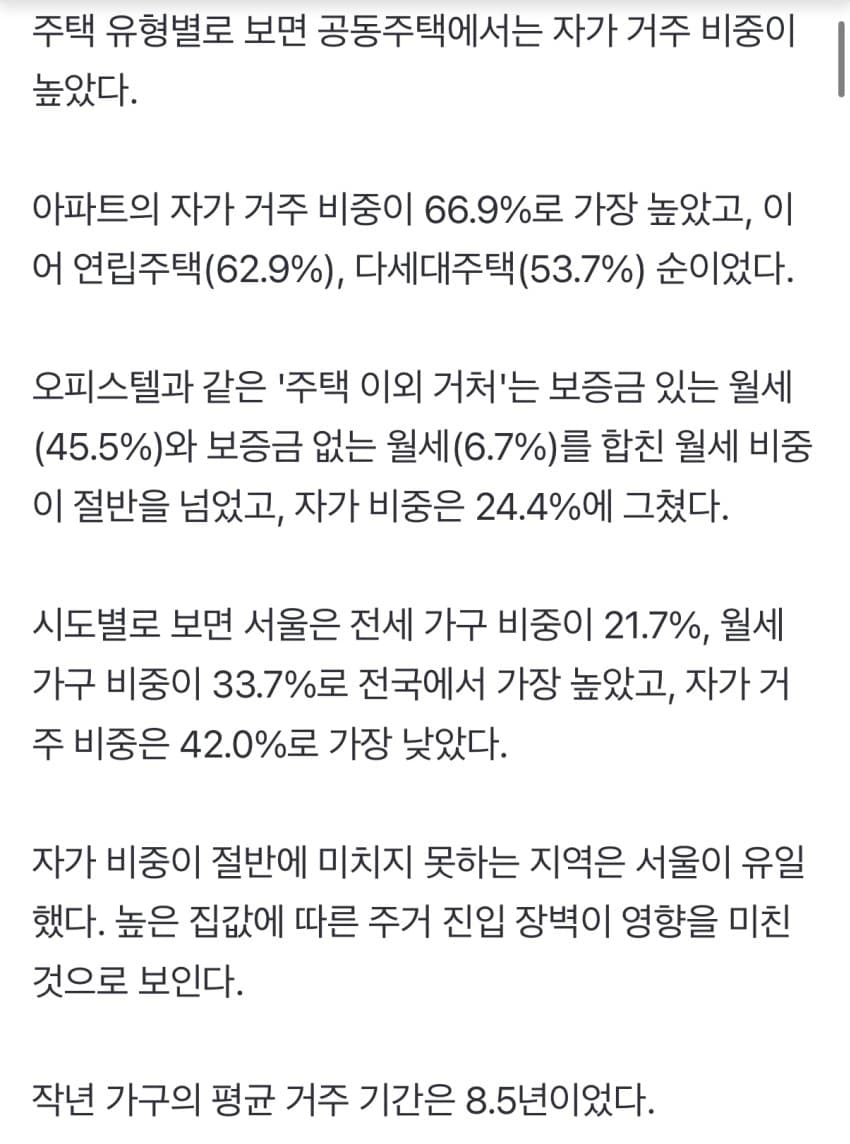 주택 유형별로 보면 공동주택에서는 자가 거주 비중이
높았다.
아파트의 자가 거주 비중이 66.9%로 가장 높았고, 이
어 연립주택(62.9%), 다세대주택(53.7%) 순이었다.
오피스텔과 같은 '주택 이외 거처'는 보증금 있는 월세
(45.5%)와 보증금 없는 월세(6.7%)를 합친 월세 비중
이 절반을 넘었고, 자가 비중은 24.4%에 그쳤다.
시도별로 보면 서울은 전세 가구 비중이 21.7%, 월세
가구 비중이 33.7%로 전국에서 가장 높았고, 자가 거
주 비중은 42.0%로 가장 낮았다.
자가 비중이 절반에 미치지 못하는 지역은 서울이 유일
했다. 높은 집값에 따른 주거 진입 장벽이 영향을 미친
것으로 보인다.
작년 가구의 평균 거주 기간은 8.5년이었다.